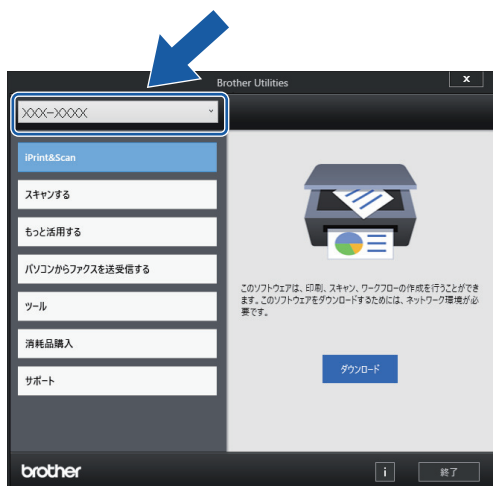 Brother Utilities
x
XXX-XXXX
iPrint&Scan
スキャンする
もっと活用する
パソコンからファクスを送受信する
ツール
消耗品購入
サポート
このソフトウェアは、印刷、スキャン、ワークフローの作成を行うことができ
ます。このソフトウェアをダウンロードするためには、ネットワーク環境が必
要です。
ダウンロード
brother
i
終了